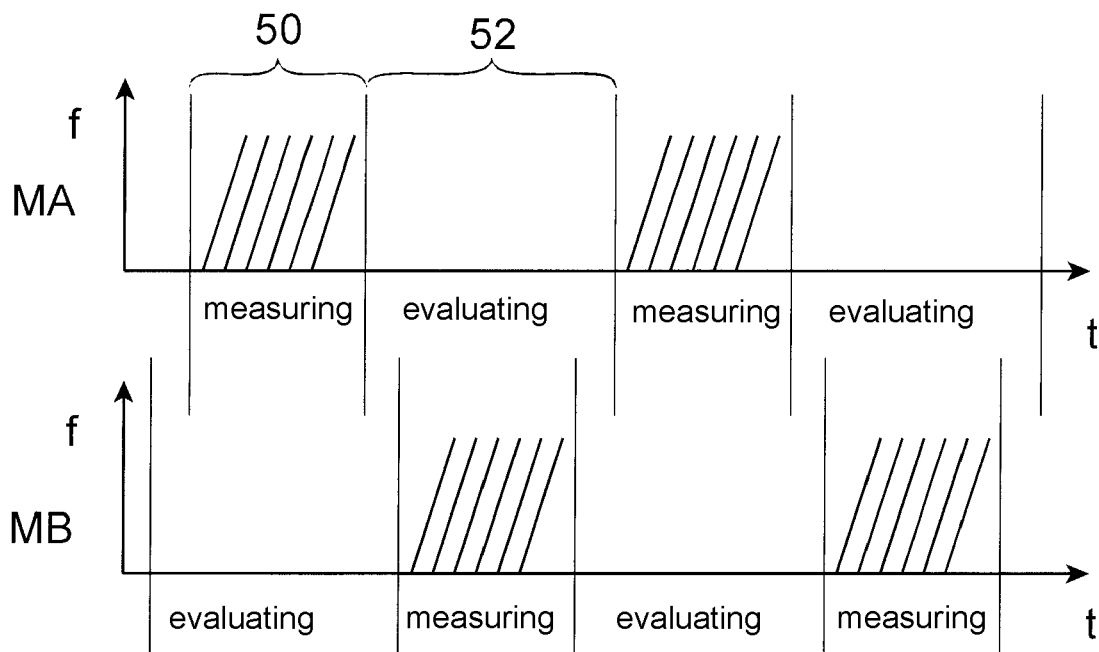 50 52
f
MA
measuring evaluating measuring evaluating
t
f
MB
evaluating measuring evaluating measuring
t